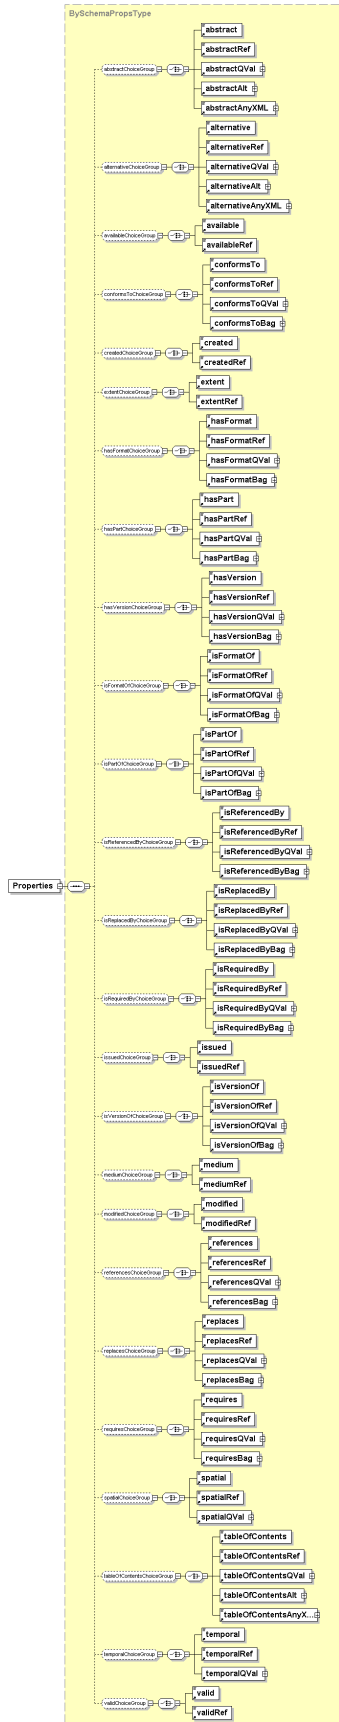 BySchemaPropsType
abstractChoiceGroup
abstract
abstractRef
abstractQVal
abstractAlt
abstractAnyXML
alternativeChoiceGroup
alternative
alternativeRef
alternativeQVal
alternativeAlt
alternativeAnyXML
availableChoiceGroup
available
availableRef
conformsToChoiceGroup
conformsTo
conformsToRef
conformsToQVal
conformsToBag
createdChoiceGroup
created
createdRef
extentChoiceGroup
extent
extentRef
hasFormatChoiceGroup
hasFormat
hasFormatRef
hasFormatQVal
hasFormatBag
hasPartChoiceGroup
hasPart
hasPartRef
hasPartQVal
hasPartBag
hasVersionChoiceGroup
hasVersion
hasVersionRef
hasVersionQVal
hasVersionBag
isFormatOfChoiceGroup
isFormatOf
isFormatOfRef
isFormatOfQVal
isFormatOfBag
isPartOfChoiceGroup
isPartOf
isPartOfRef
isPartOfQVal
isPartOfBag
isReferencedByChoiceGroup
isReferencedBy
isReferencedByRef
isReferencedByQVal
isReferencedByBag
Properties
isReplacedByChoiceGroup
isReplacedBy
isReplacedByRef
isReplacedByQVal
isReplacedByBag
isRequiredByChoiceGroup
isRequiredBy
isRequiredByRef
isRequiredByQVal
isRequiredByBag
issuedChoiceGroup
issued
issuedRef
isVersionOfChoiceGroup
isVersionOf
isVersionOfRef
isVersionOfQVal
isVersionOfBag
mediumChoiceGroup
medium
mediumRef
modifiedChoiceGroup
modified
modifiedRef
referencesChoiceGroup
references
referencesRef
referencesQVal
referencesBag
replacesChoiceGroup
replaces
replacesRef
replacesQVal
replacesBag
requiresChoiceGroup
requires
requiresRef
requiresQVal
requiresBag
spatialChoiceGroup
spatial
spatialRef
spatialQVal
tableOfContentsChoiceGroup
tableOfContents
tableOfContentsRef
tableOfContentsQVal
tableOfContentsAlt
tableOfContentsAnyX...
temporalChoiceGroup
temporal
temporalRef
temporalQVal
validChoiceGroup
valid
validRef